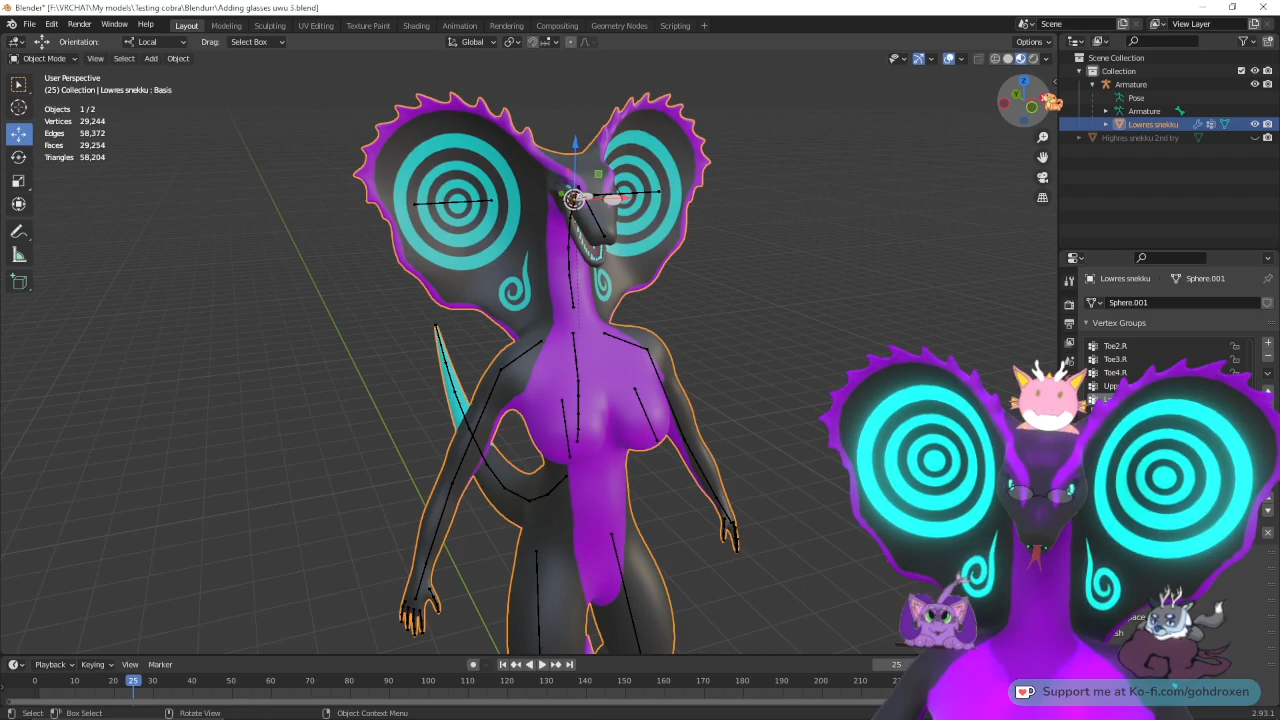 Blender* [F:\VRCHAT\My models\Testing cobra\Blendur\Adding glasses uwu 3.blend]
File Edit Render Window Help Layout Modeling Sculpting UV Editing Texture Paint Shading Animation Rendering Compositing Geometry Nodes Scripting + Scene View Layer
Orientation: Local Drag: Select Box Global Options
Object Mode View Select Add Object
User Perspective
(25) Collection | Lowres snekku : Basis
Objects 1 / 2
Vertices 29,244
Edges 58,372
Faces 29,254
Triangles 58,204
Z
Y
Scene Collection
Collection
Armature
Pose
Armature
Lowres snekku
Highres snekku 2nd try
Lowres snekku Sphere.001
Sphere.001
Vertex Groups
Toe2.R
Toe3.R
Toe4.R
Playback Keying View Marker 25
0 10 20 25 30 40 50 60 70 80 90 100 110 120 130 140 150 160 170 180 190 200 210
Support me at Ko-fi.com/gohdroxen
Select Box Select Rotate View Object Context Menu 2.93.1